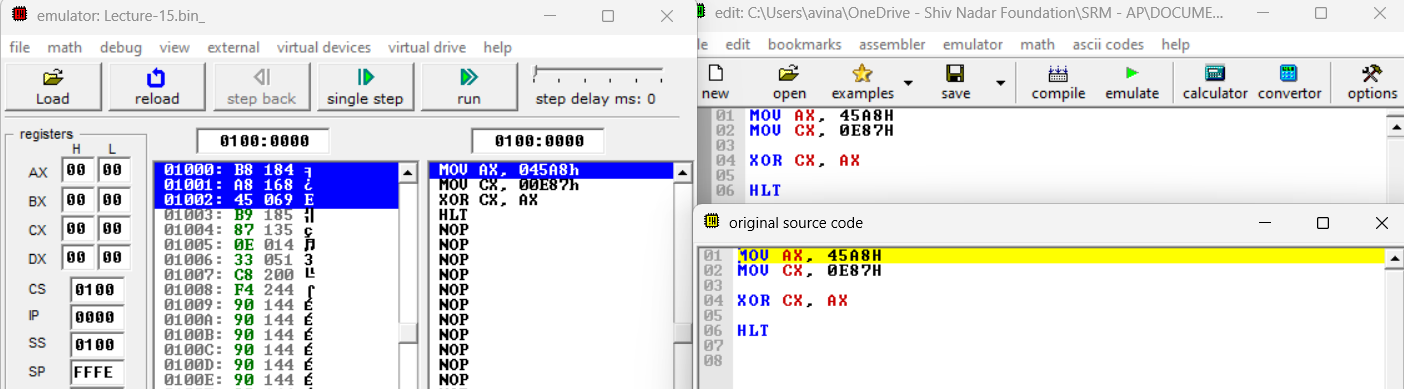 emulator: Lecture-15.bin_
file math debug view external virtual devices virtual drive help
Load reload step back single step run step delay ms: 0
registers
H L
AX 00 00
BX 00 00
CX 00 00
DX 00 00
CS 0100
IP 0000
SS 0100
SP FFFE
0100:0000
01000: B8 184 ╕
01001: A8 168 ¿
01002: 45 069 E
01003: B9 185 ╣
01004: 87 135 ç
01005: 0E 014 ♫
01006: 33 051 3
01007: C8 200 ╚
01008: F4 244 ⌠
01009: 90 144 É
0100A: 90 144 É
0100B: 90 144 É
0100C: 90 144 É
0100D: 90 144 É
0100E: 90 144 É
0100:0000
MOV AX, 045A8h
MOV CX, 00E87h
XOR CX, AX
HLT
NOP
NOP
NOP
NOP
NOP
NOP
NOP
NOP
NOP
NOP
NOP
edit: C:\Users\avina\OneDrive - Shiv Nadar Foundation\SRM - AP\DOCUME...
le edit bookmarks assembler emulator math ascii codes help
new open examples save compile emulate calculator convertor options
01 MOV AX, 45A8H
02 MOV CX, 0E87H
03
04 XOR CX, AX
05
06 HLT
original source code
01 MOV AX, 45A8H
02 MOV CX, 0E87H
03
04 XOR CX, AX
05
06 HLT
07
08